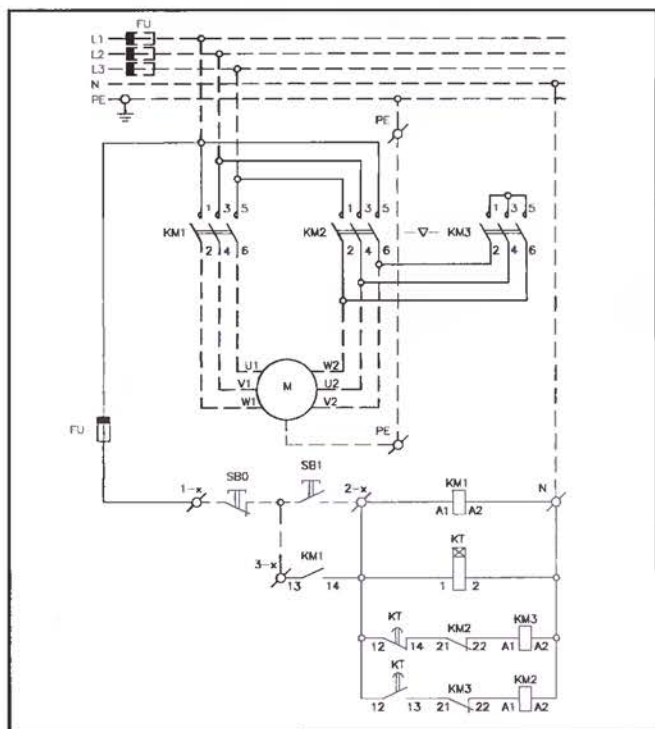 FU
L1
L2
L3
N
PE
PE
1 3 5
KM1
2 4 6
1 3 5
KM2
2 4 6
1 3 5
KM3
2 4 6
U1 W2
V1 M U2
W1 V2
FU
PE
1-x SB0 SB1 2-x KM1 N
A1 A2
KT
3-x KM1
13 14 1 2
KT KM2 KM3
12 14 21 22 A1 A2
KT KM3 KM2
12 13 21 22 A1 A2